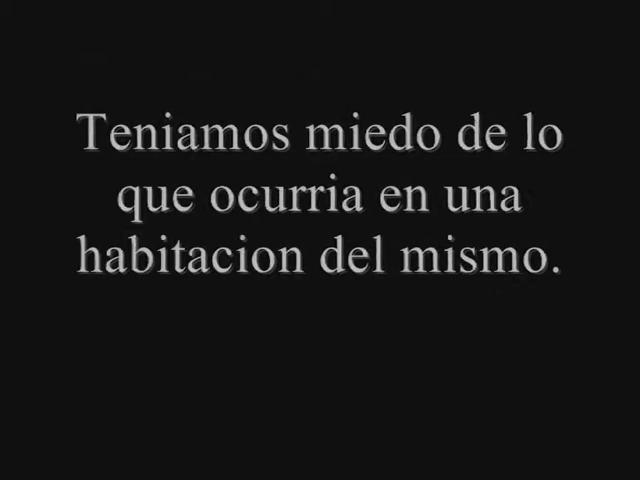 Teniamos miedo de lo
que ocurria en una
habitacion del mismo.